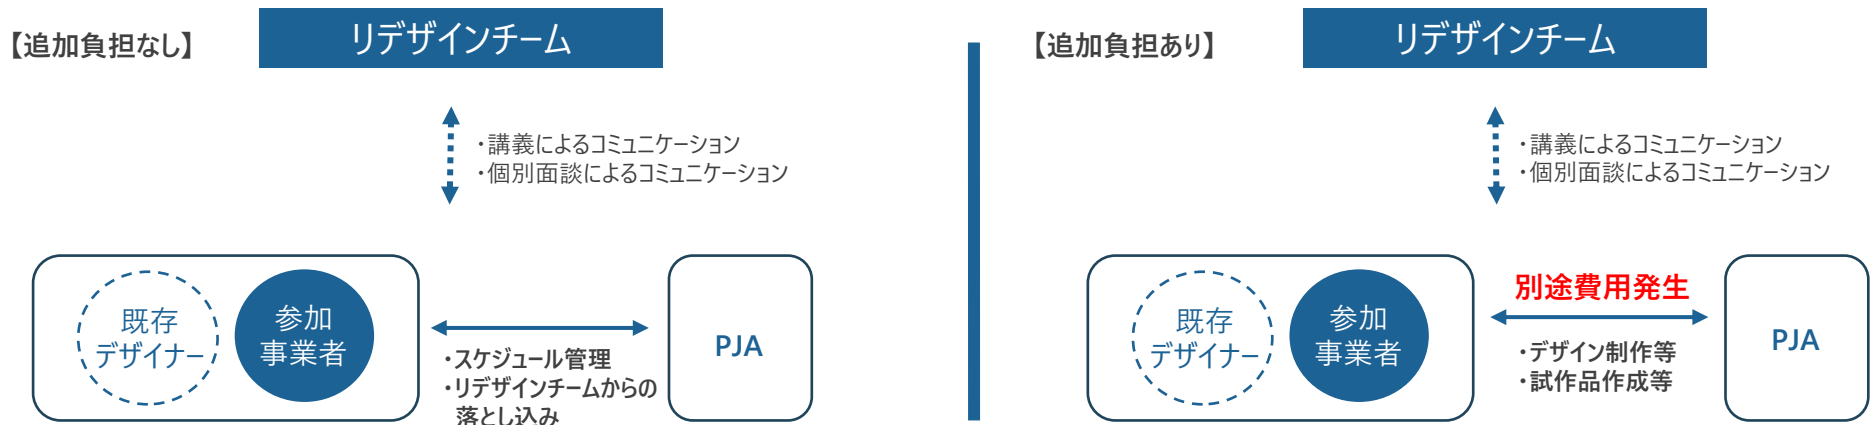 【追加負担なし】
リデザインチーム
・講義によるコミュニケーション
・個別面談によるコミュニケーション
既存
デザイナー
参加
事業者
・スケジュール管理
・リデザインチームからの
落とし込み
PJA
【追加負担あり】
リデザインチーム
・講義によるコミュニケーション
・個別面談によるコミュニケーション
既存
デザイナー
参加
事業者
別途費用発生
・デザイン制作等
・試作品作成等
PJA